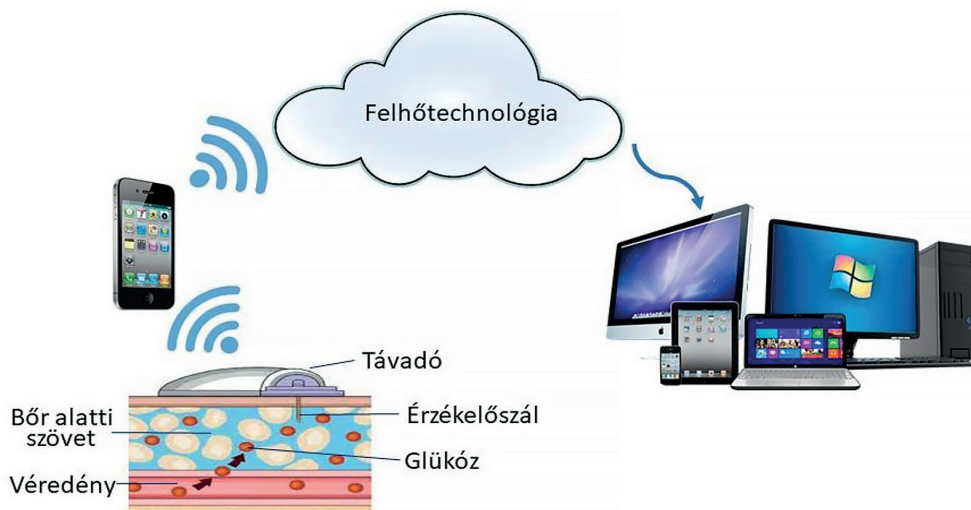 Felhőtechnológia
Távadó
Bőr alatti
szövet
Érzékelőszál
Glükóz
Véredény